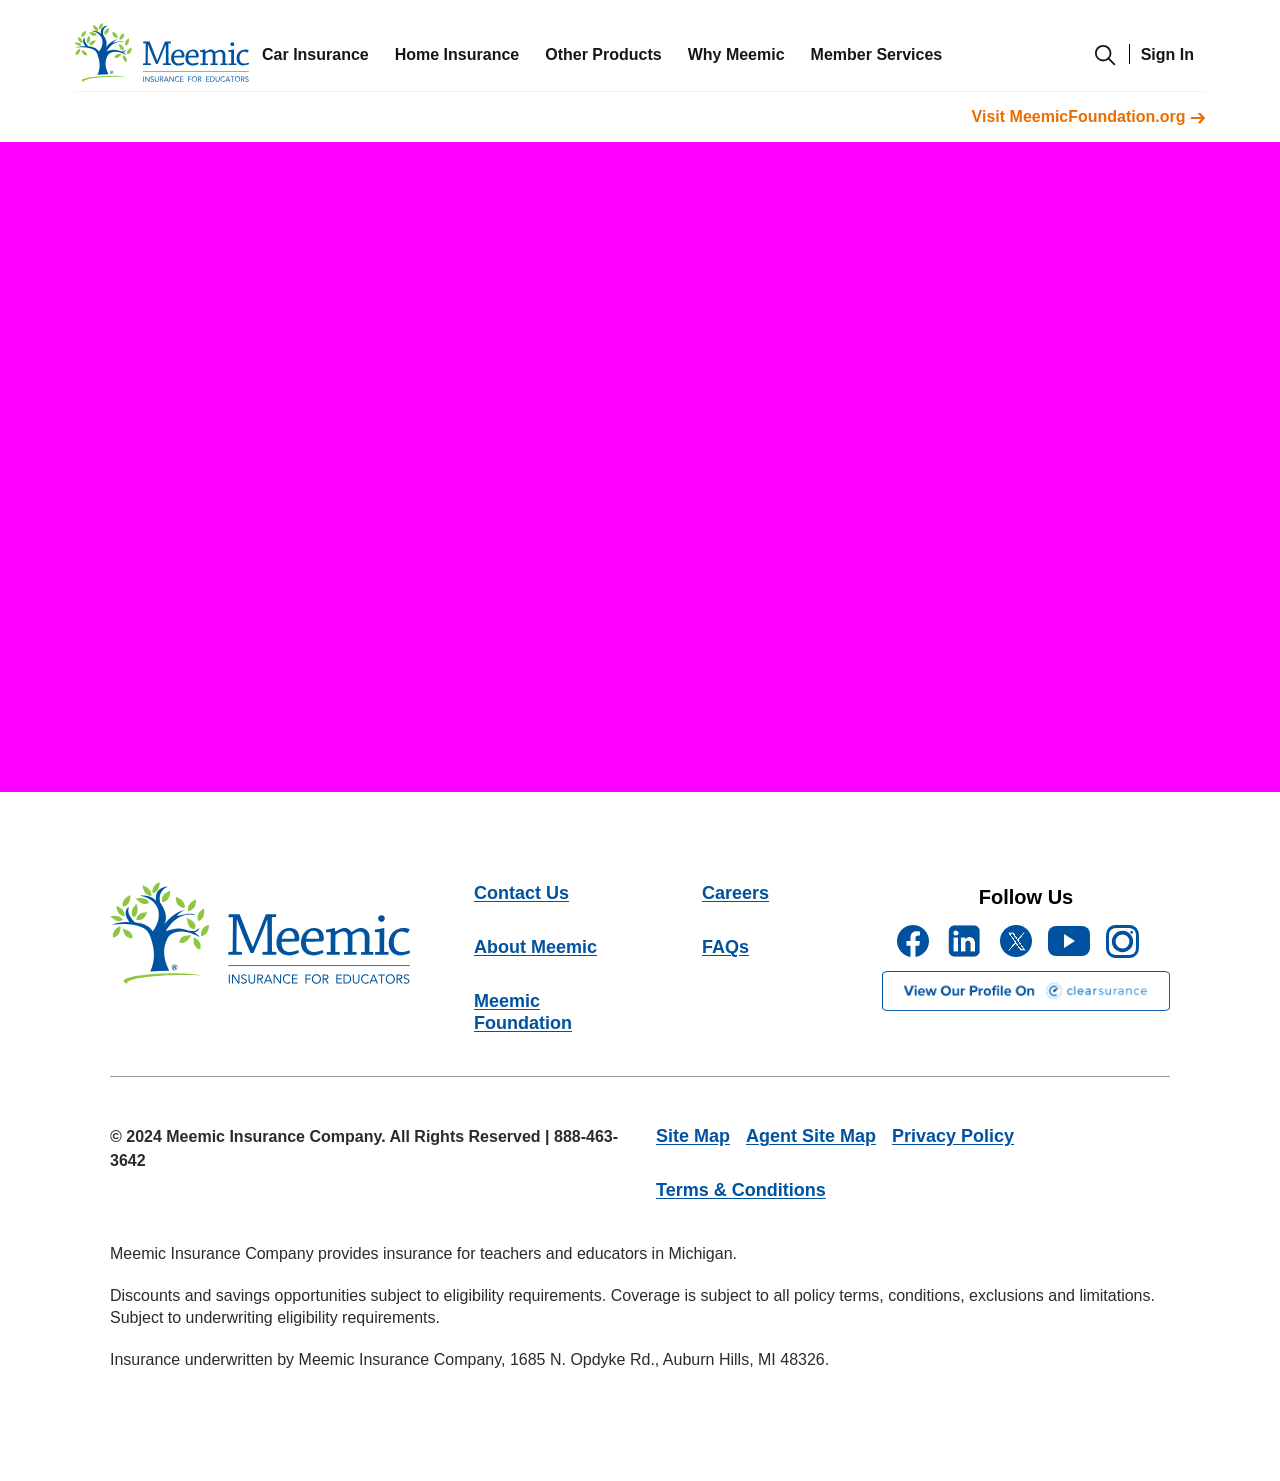 Meemic
INSURANCE FOR EDUCATORS
Car Insurance
Home Insurance
Other Products
Why Meemic
Member Services
Sign In
Visit MeemicFoundation.org
Meemic
INSURANCE FOR EDUCATORS
Contact Us
About Meemic
Meemic
Foundation
Careers
FAQs
Follow Us
View Our Profile On clearsurance
© 2024 Meemic Insurance Company. All Rights Reserved | 888-463-
3642
Site Map Agent Site Map Privacy Policy
Terms & Conditions
Meemic Insurance Company provides insurance for teachers and educators in Michigan.
Discounts and savings opportunities subject to eligibility requirements. Coverage is subject to all policy terms, conditions, exclusions and limitations.
Subject to underwriting eligibility requirements.
Insurance underwritten by Meemic Insurance Company, 1685 N. Opdyke Rd., Auburn Hills, MI 48326.